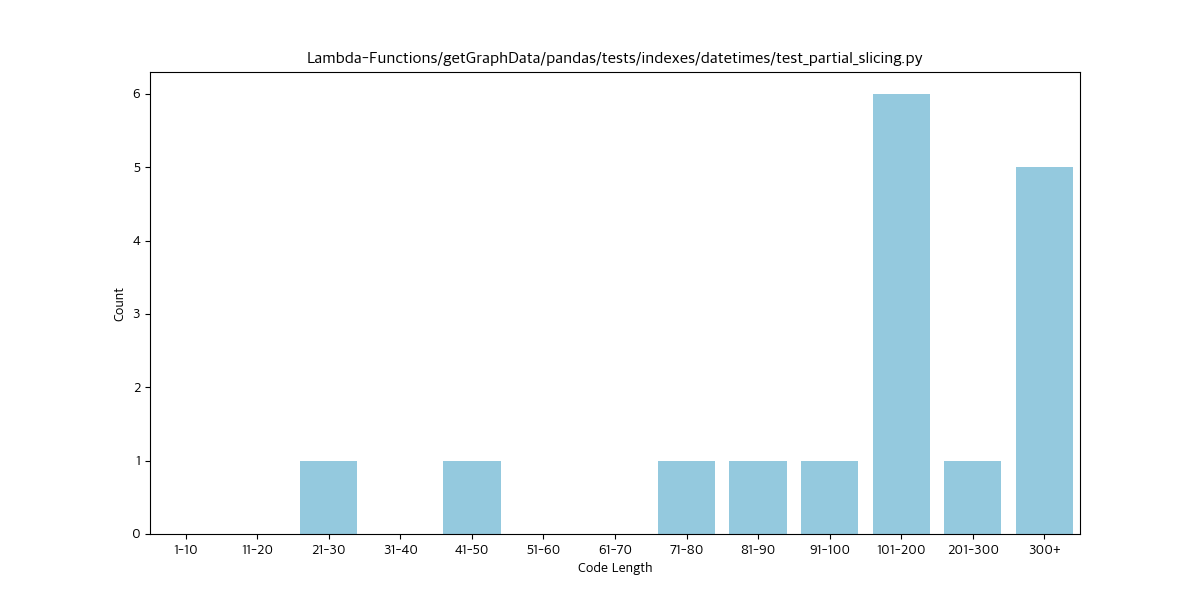 Lambda-Functions/getGraphData/pandas/tests/indexes/datetimes/test_partial_slicing.py
6
5
4
3
2
1
0
Count
1-10 11-20 21-30 31-40 41-50 51-60 61-70 71-80 81-90 91-100 101-200 201-300 300+
Code Length